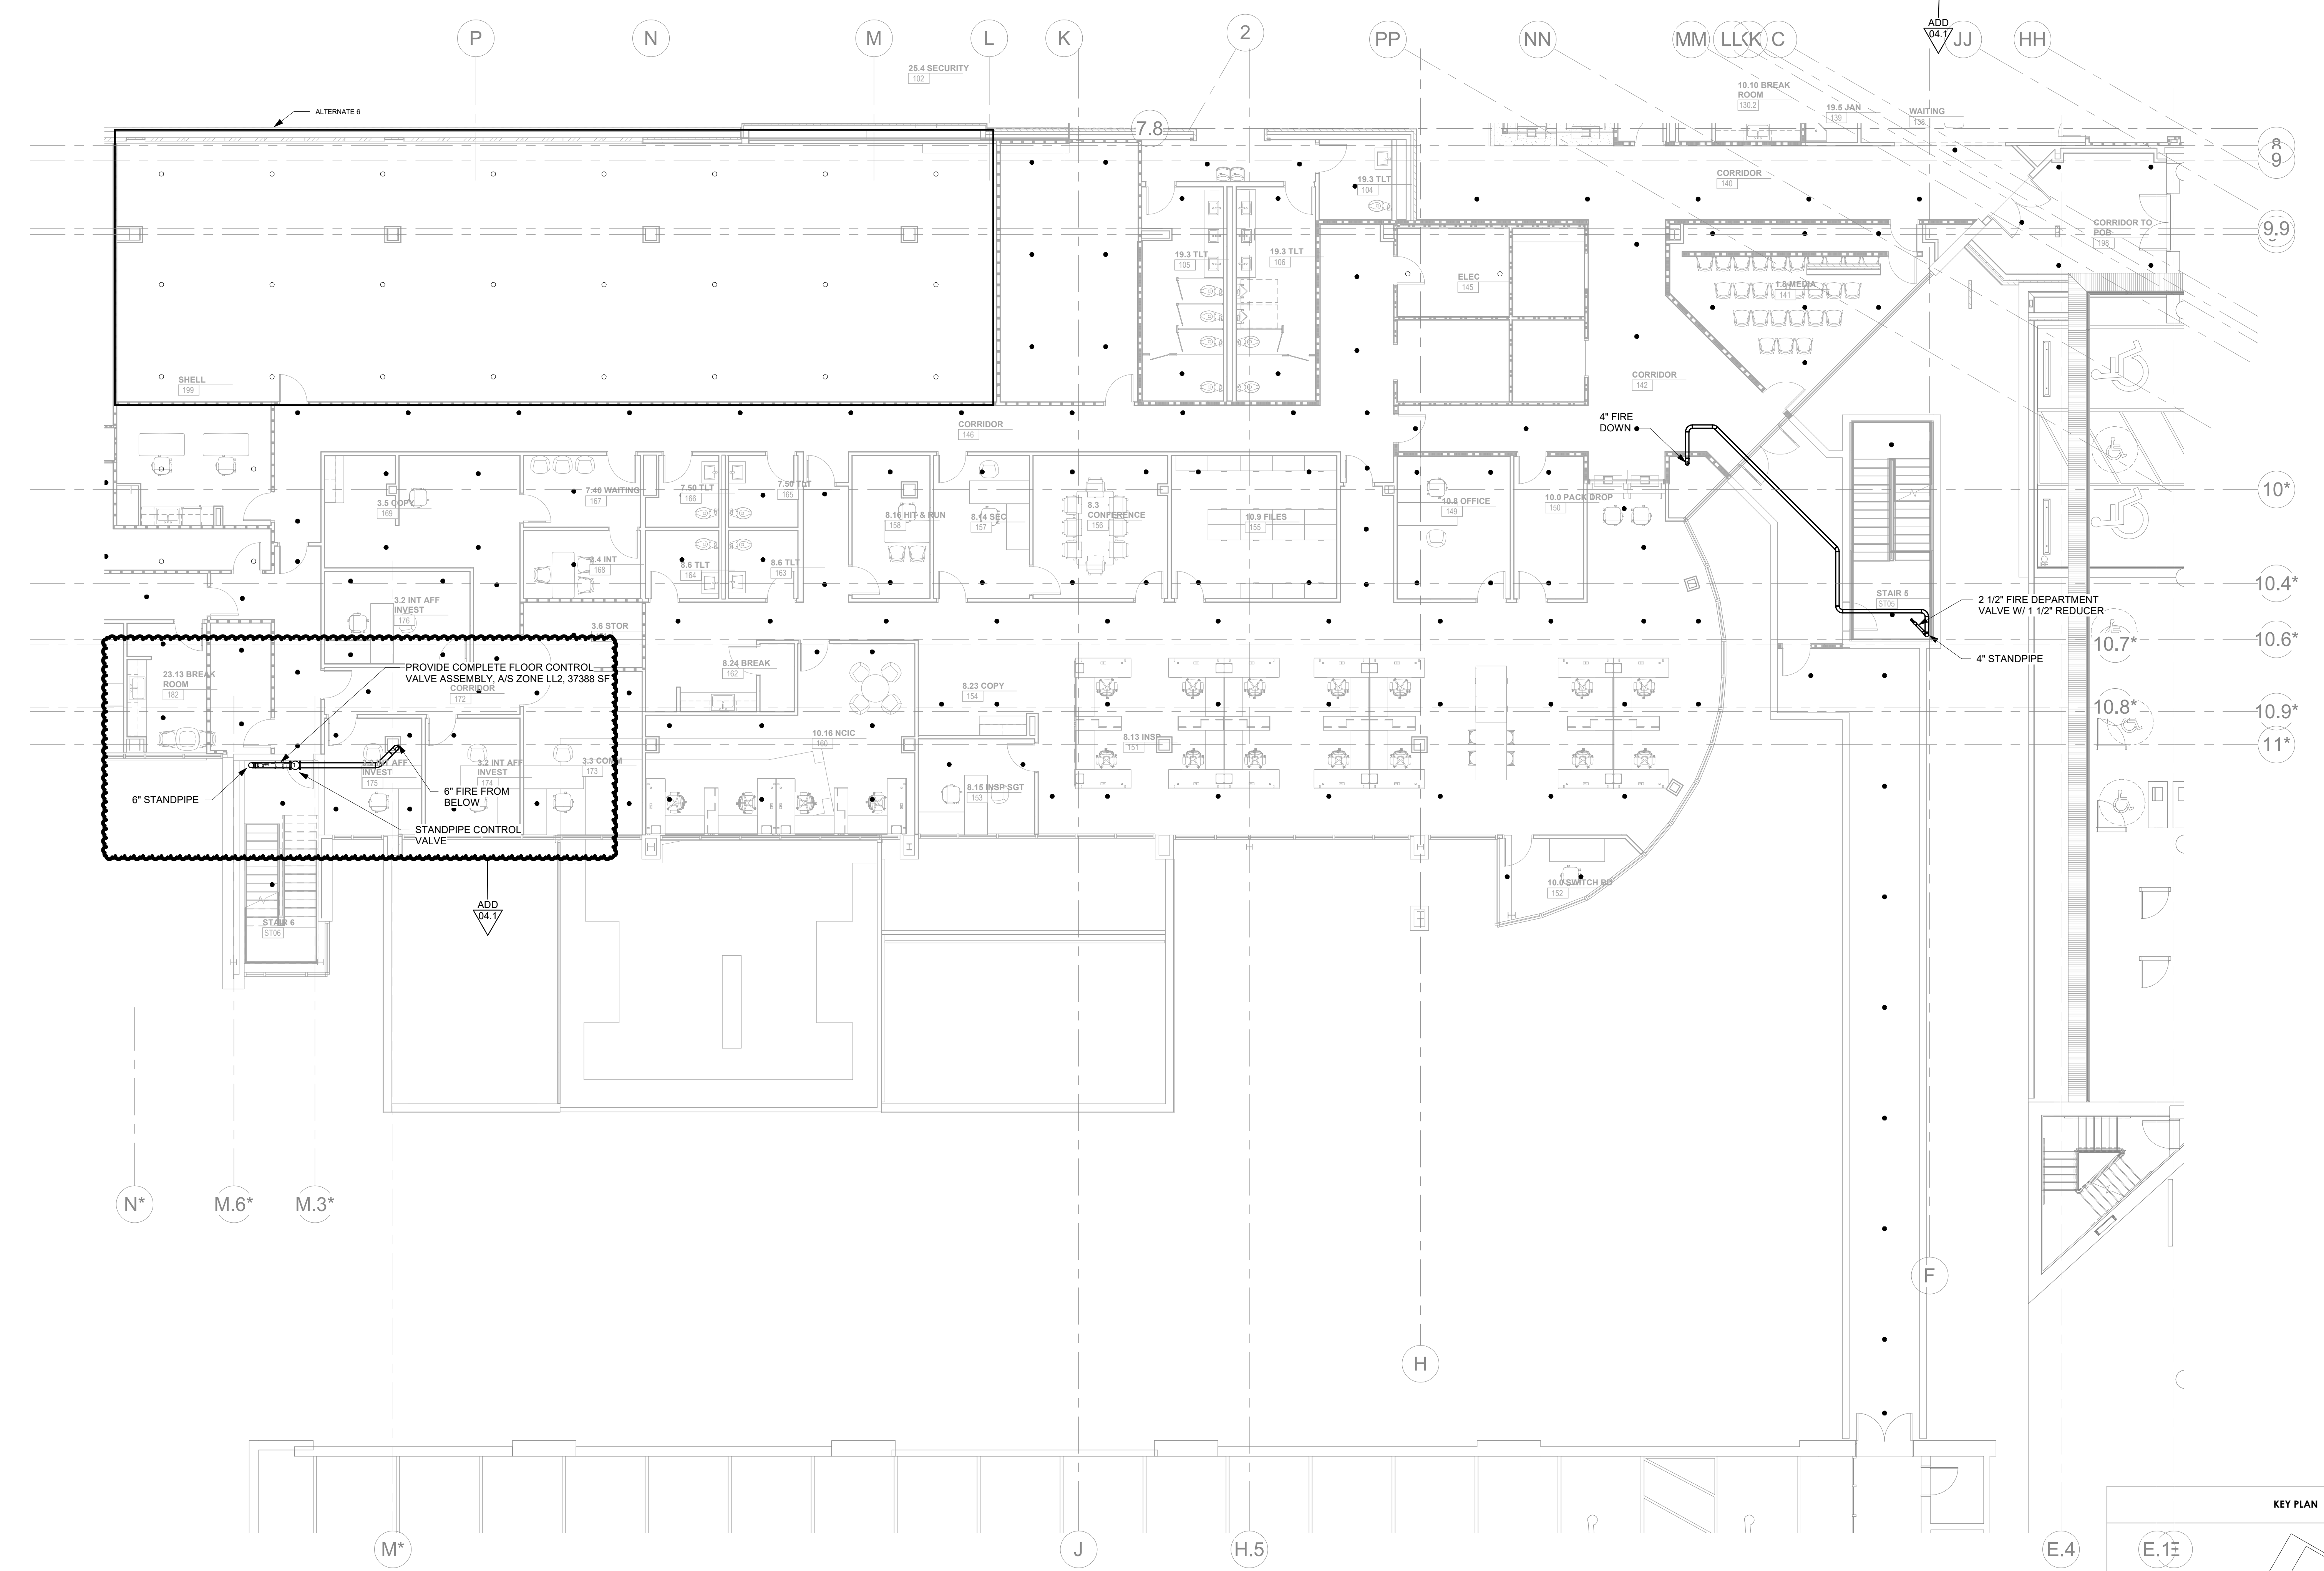 ADD
04.1
P
N
M
L
K
2
PP
NN
MM
C
JJ
HH
25.4 SECURITY
102
ALTERNATE 6
7.8
10.10 BREAK
ROOM
130.2
19.5 JAN
139
WAITING
138
8
9
9.9
19.3 TLT
104
CORRIDOR
140
CORRIDOR TO
POB
198
19.3 TLT
105
19.3 TLT
106
ELEC
145
1.8 MEDIA
141
SHELL
199
CORRIDOR
142
4" FIRE
DOWN
CORRIDOR
146
3.5 COPY
169
7.40 WAITING
167
7.50 TLT
166
7.50 TLT
165
8.16 HIT & RUN
158
8.14 SEC
157
8.3
CONFERENCE
156
10.9 FILES
155
10.8 OFFICE
149
10.0 PACK DROP
150
10*
3.4 INT
168
8.6 TLT
164
8.6 TLT
163
10.4*
3.2 INT AFF
INVEST
176
STAIR 5
ST05
2 1/2" FIRE DEPARTMENT
VALVE W/ 1 1/2" REDUCER
3.6 STOR
10.7*
10.6*
4" STANDPIPE
PROVIDE COMPLETE FLOOR CONTROL
VALVE ASSEMBLY, A/S ZONE LL2, 37388 SF
23.13 BREAK
ROOM
182
CORRIDOR
172
8.24 BREAK
162
8.23 COPY
154
10.8*
10.9*
10.16 NCIC
160
8.13 INSP
151
11*
INVEST
175
3.2 INT AFF
INVEST
174
3.3 COMM
173
6" STANDPIPE
6" FIRE FROM
BELOW
8.15 INSP SGT
153
STANDPIPE CONTROL
VALVE
10.0 SWITCH BD
152
ADD
04.1
STAIR 6
ST06
N*
M.6*
M.3*
F
H
KEY PLAN
M*
J
H.5
E.4
E.1